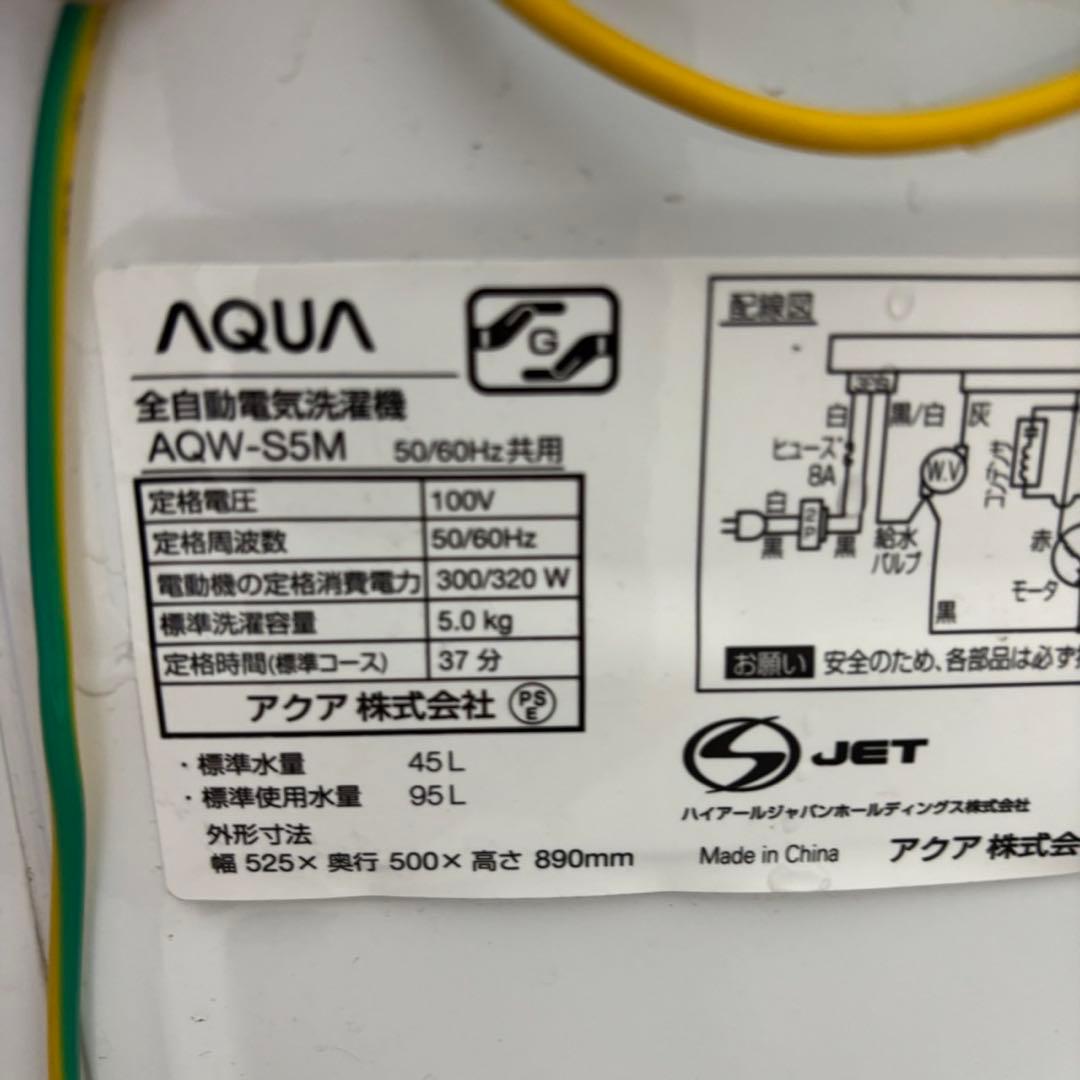 AQUA
G
全自動電気洗濯機
AQW-S5M 50/60Hz共用
定格電圧 100V
定格周波数 50/60Hz
電動機の定格消費電力 300/320 W
標準洗濯容量 5.0 kg
定格時間(標準コース) 37 分
アクア 株式会社 PSE
・標準水量 45L
・標準使用水量 95L
外形寸法
幅 525× 奥行 500× 高さ 890mm
配線図
白 黒/白 灰
ヒューズ
8A
W.V
コンデンサ
白
黒 黒
給水
バルブ
赤
モータ
黒
お願い 安全のため、各部品は必ず
JET
ハイアールジャパンホールディングス株式会社
Made in China アクア 株式会